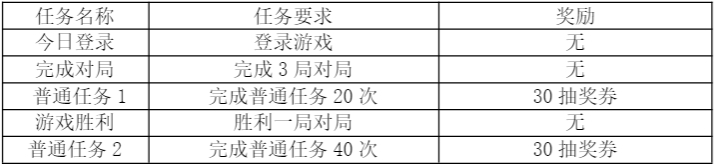 任务名称 任务要求 奖励
今日登录 登录游戏 无
完成对局 完成 3 局对局 无
普通任务 1 完成普通任务 20 次 30 抽奖券
游戏胜利 胜利一局对局 无
普通任务 2 完成普通任务 40 次 30 抽奖券